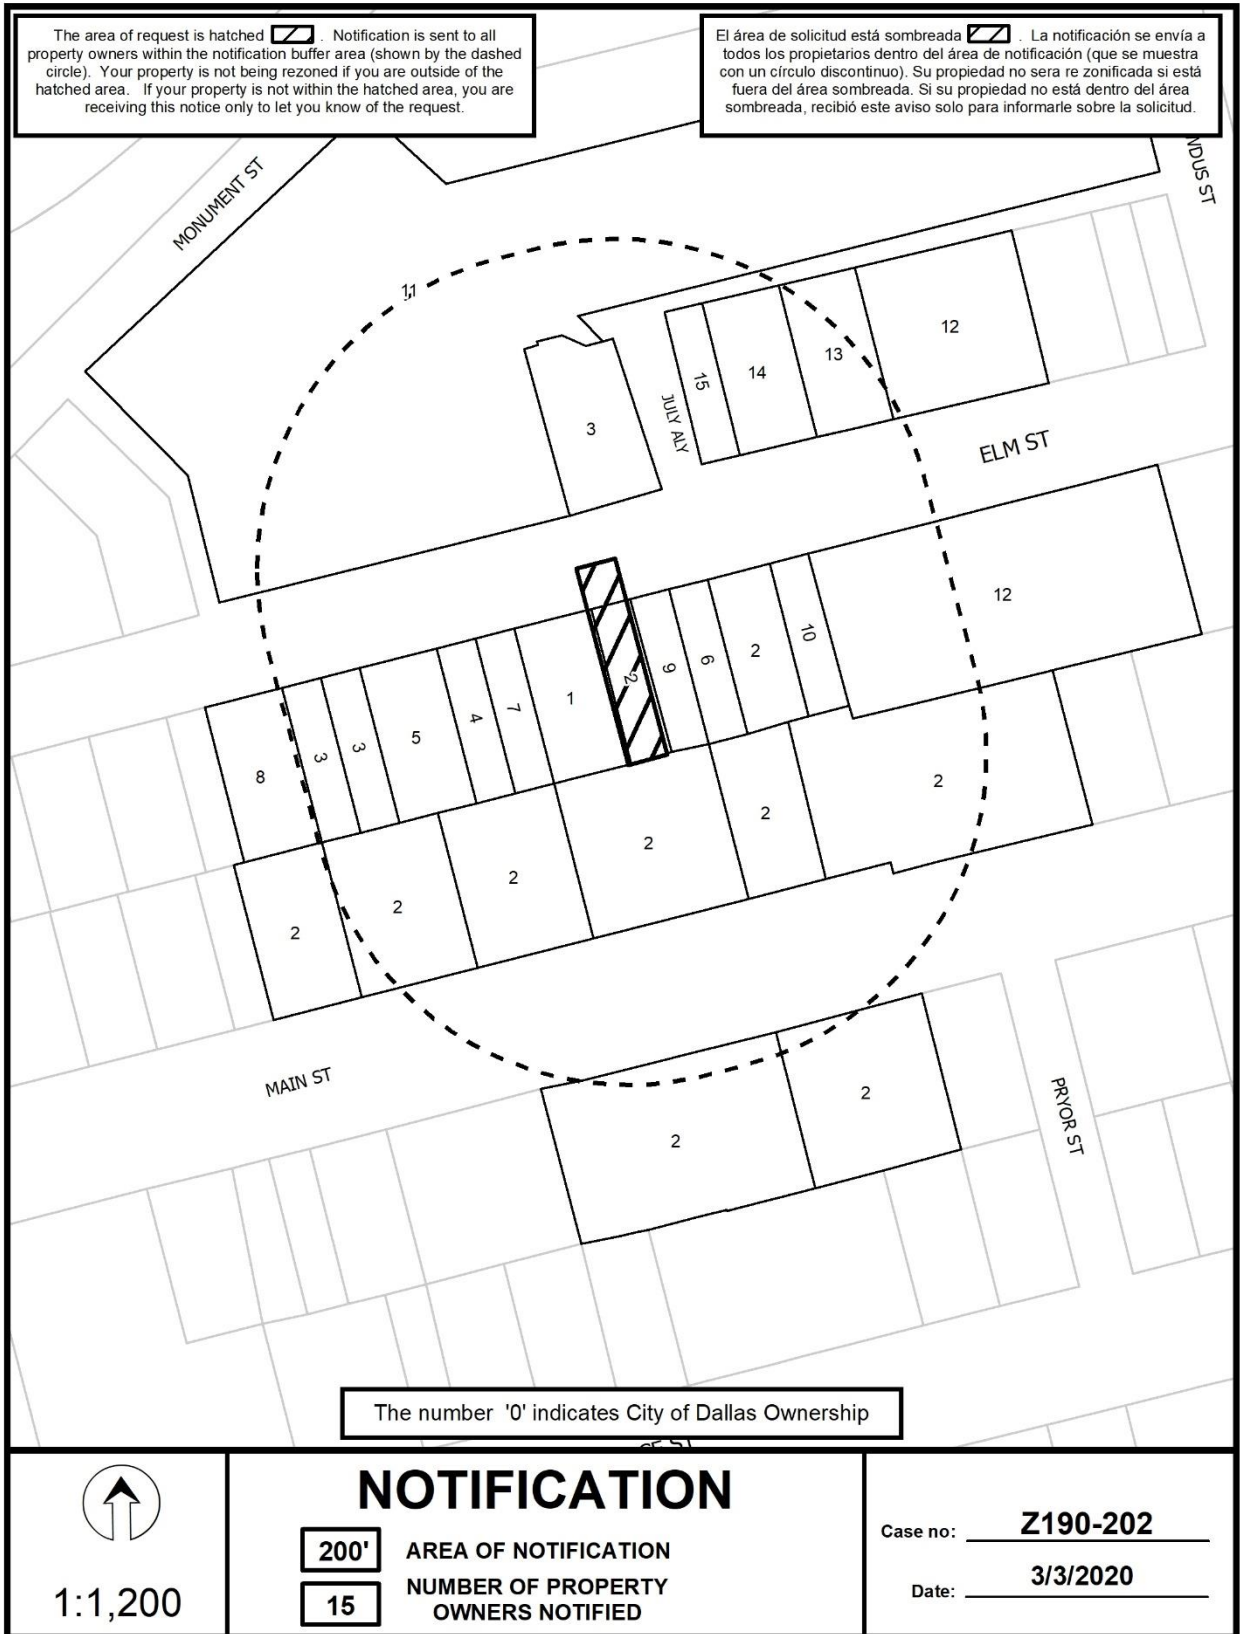 The area of request is hatched . Notification is sent to all
property owners within the notification buffer area (shown by the dashed
circle). Your property is not being rezoned if you are outside of the
hatched area. If your property is not within the hatched area, you are
receiving this notice only to let you know of the request.
El área de solicitud está sombreada . La notificación se envía a
todos los propietarios dentro del área de notificación (que se muestra
con un círculo discontinuo). Su propiedad no sera re zonificada si está
fuera del área sombreada. Si su propiedad no está dentro del área
sombreada, recibió este aviso solo para informarle sobre la solicitud.
MONUMENT ST
WDUS ST
11
12
13
14
15
3
JULY ALY
ELM ST
12
10
2
6
9
2
1
7
4
5
3
3
8
2
2
2
2
2
2
MAIN ST
2
2
PRYOR ST
The number '0' indicates City of Dallas Ownership
1:1,200
NOTIFICATION
200' AREA OF NOTIFICATION
15 NUMBER OF PROPERTY
OWNERS NOTIFIED
Case no: Z190-202
Date: 3/3/2020